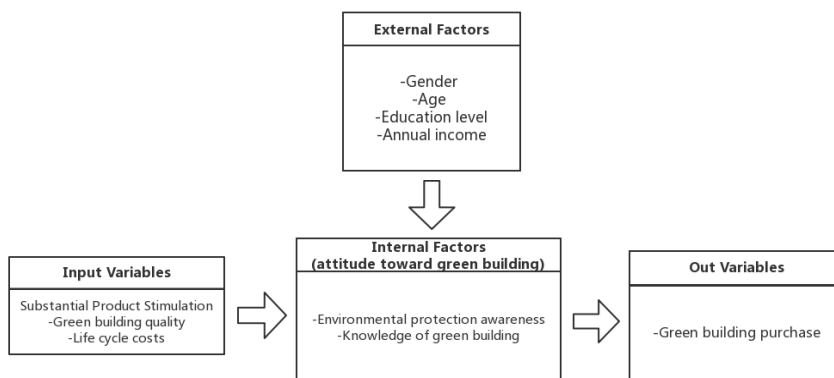 External Factors
-Gender
-Age
-Education level
-Annual income
Input Variables
Substantial Product Stimulation
-Green building quality
-Life cycle costs
Internal Factors
(attitude toward green building)
-Environmental protection awareness
-Knowledge of green building
Out Variables
-Green building purchase